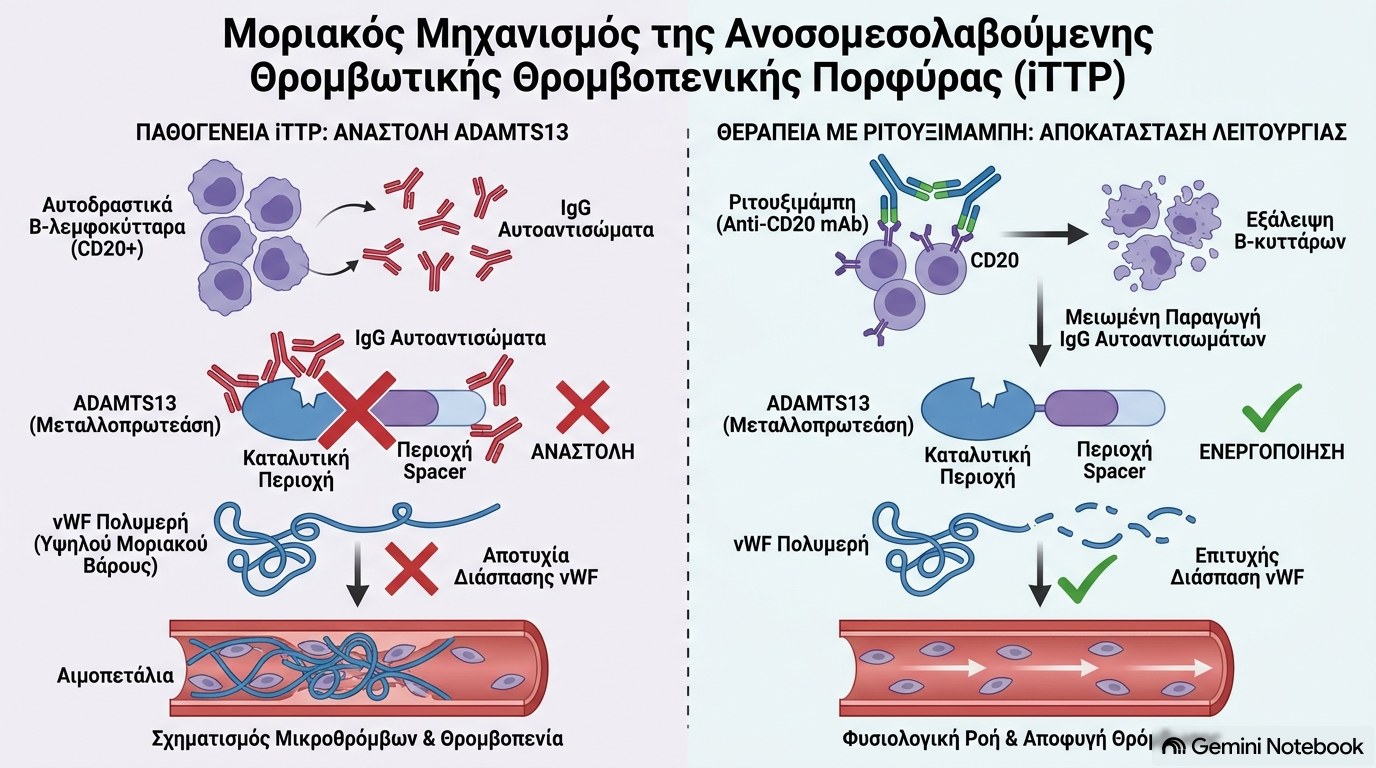 Μοριακός Μηχανισμός της Ανοσομεσολαβούμενης
Θρομβωτικής Θρομβοπενικής Πορφύρας (iTTP)
ΠΑΘΟΓΕΝΕΙΑ iTTP: ΑΝΑΣΤΟΛΗ ADAMTS13
Αυτοδραστικά
Β-λεμφοκύτταρα
(CD20+)
IgG
Αυτοαντισώματα
IgG Αυτοαντισώματα
ADAMTS13
(Μεταλλοπρωτεάση)
Καταλυτική
Περιοχή
Περιοχή
Spacer
ΑΝΑΣΤΟΛΗ
vWF Πολυμερή
(Υψηλού Μοριακού
Βάρους)
Αποτυχία
Διάσπασης vWF
Αιμοπετάλια
Σχηματισμός Μικροθρόμβων & Θρομβοπενία
ΘΕΡΑΠΕΙΑ ΜΕ ΡΙΤΟΥΞΙΜΑΜΠΗ: ΑΠΟΚΑΤΑΣΤΑΣΗ ΛΕΙΤΟΥΡΓΙΑΣ
Ριτουξιμάμπη
(Anti-CD20 mAb)
CD20
Εξάλειψη
Β-κυττάρων
Μειωμένη Παραγωγή
IgG Αυτοαντισωμάτων
ADAMTS13
(Μεταλλοπρωτεάση)
Καταλυτική
Περιοχή
Περιοχή
Spacer
ΕΝΕΡΓΟΠΟΙΗΣΗ
vWF Πολυμερή
Επιτυχής
Διάσπαση vWF
Φυσιολογική Ροή & Αποφυγή
Gemini Notebook